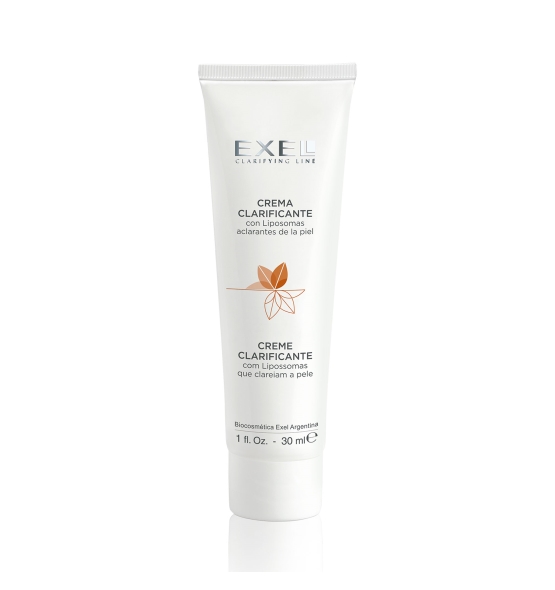 EXEL
CLARIFYING LINE
CREMA
CLARIFICANTE
con Liposomas
aclarantes de la piel
CREME
CLARIFICANTE
com Lipossomas
que clareiam a pele
Biocosmética Exel Argentina
1 fl. Oz. - 30 ml℮